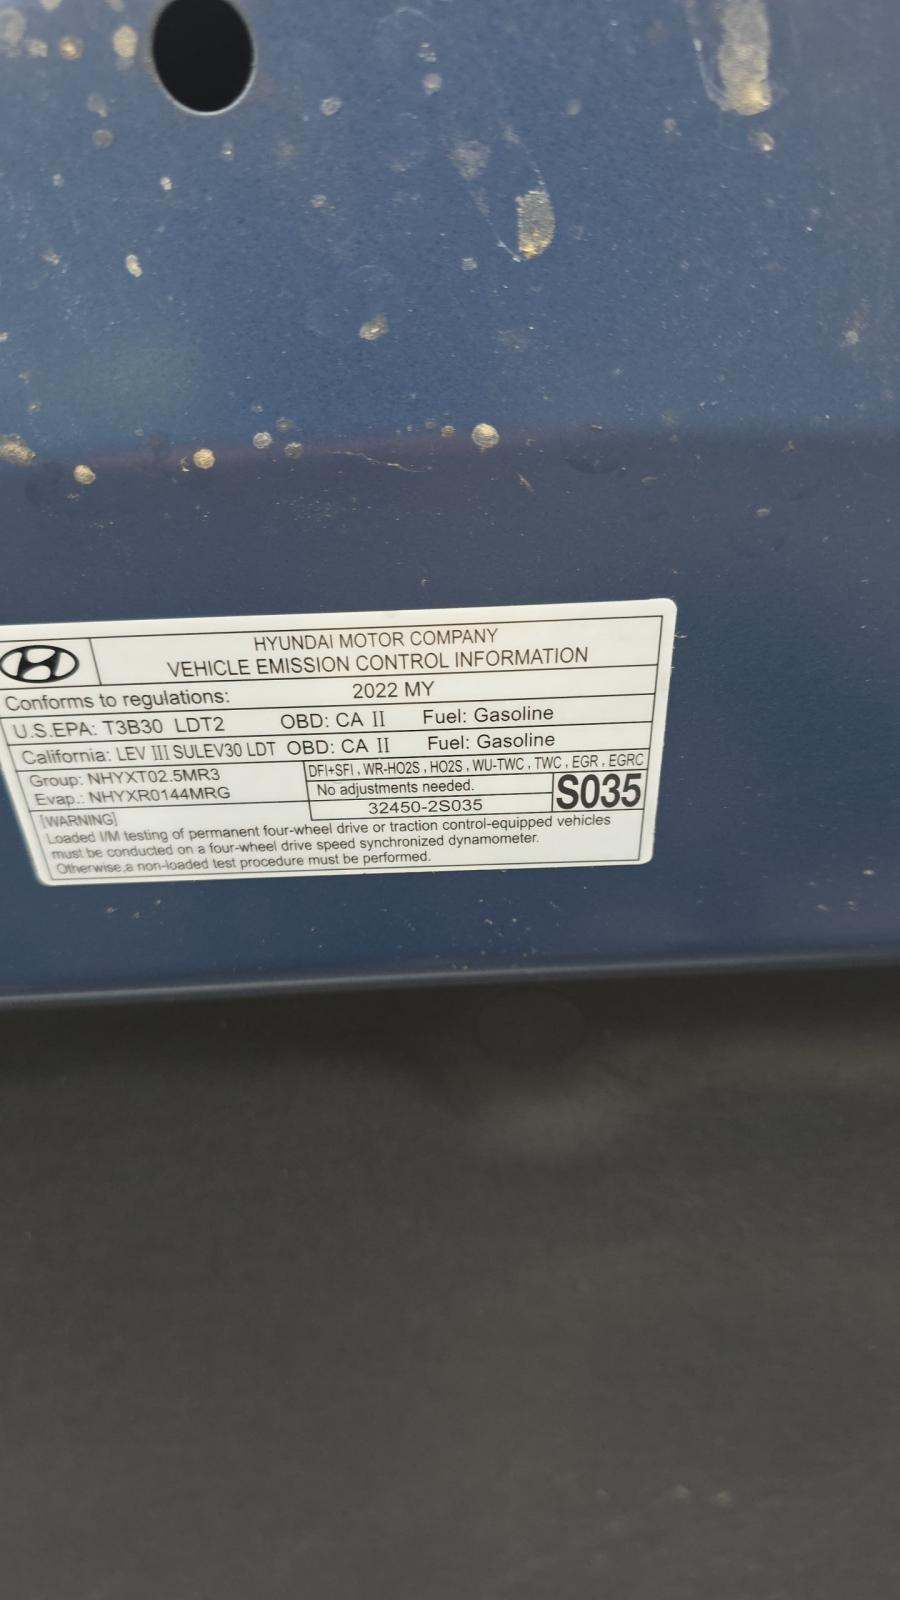 HYUNDAI MOTOR COMPANY
VEHICLE EMISSION CONTROL INFORMATION
Conforms to regulations: 2022 MY
U.S.EPA: T3B30 LDT2 OBD: CA II Fuel: Gasoline
California: LEV III SULEV30 LDT OBD: CA II Fuel: Gasoline
Group: NHYXT02.5MR3
Evap.: NHYXR0144MRG
DFI+SFI, WR-HO2S, HO2S, WU-TWC, TWC, EGR, EGRC
No adjustments needed.
32450-2S035
S035
[WARNING]
Loaded I/M testing of permanent four-wheel drive or traction control-equipped vehicles
must be conducted on a four-wheel drive speed synchronized dynamometer.
Otherwise,a non-loaded test procedure must be performed.